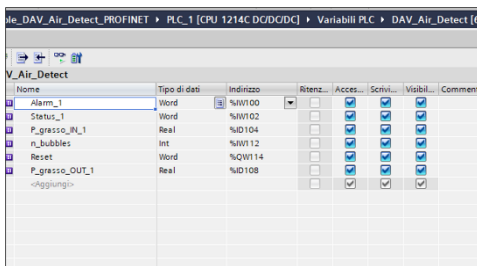 ple_DAV_Air_Detect_PROFINET ▸ PLC_1 [CPU 1214C DC/DC/DC] ▸ Variabili PLC ▸ DAV_Air_Detect [6
V_Air_Detect
Nome Tipo di dati Indirizzo Ritenz... Acces... Scrivi... Visibil... Comment
Alarm_1 Word %IW100
Status_1 Word %IW102
P_grasso_IN_1 Real %ID104
n_bubbles Int %IW112
Reset Word %QW114
P_grasso_OUT_1 Real %ID108
<Aggiungi>